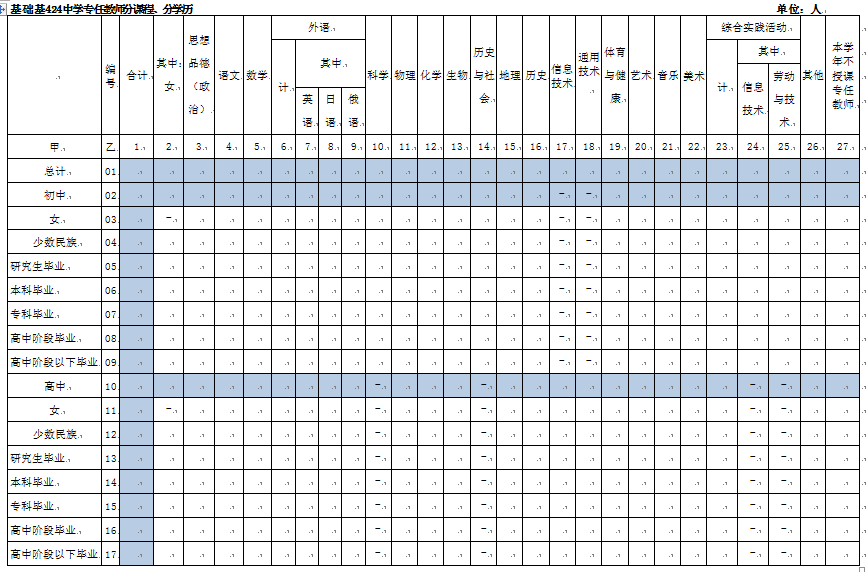 基础基424中学专任教师分课程、分学历 单位：人
编号 合计 其中：女 思想品德（政治） 语文 数学 外语 科学 物理 化学 生物 历史与社会 地理 历史 信息技术 通用技术 体育与健康 艺术 音乐 美术 综合实践活动 其他 本学年不授课专任教师
计 其中 计 其中
英语 日语 俄语 信息技术 劳动与技术
甲 乙 1 2 3 4 5 6 7 8 9 10 11 12 13 14 15 16 17 18 19 20 21 22 23 24 25 26 27
总计 01
初中 02 - -
女 03 - - -
少数民族 04 - -
研究生毕业 05 - -
本科毕业 06 - -
专科毕业 07 - -
高中阶段毕业 08 - -
高中阶段以下毕业 09 - -
高中 10 - - - -
女 11 - - - - -
少数民族 12 - - - -
研究生毕业 13 - - - -
本科毕业 14 - - - -
专科毕业 15 - - - -
高中阶段毕业 16 - - - -
高中阶段以下毕业 17 - - - -